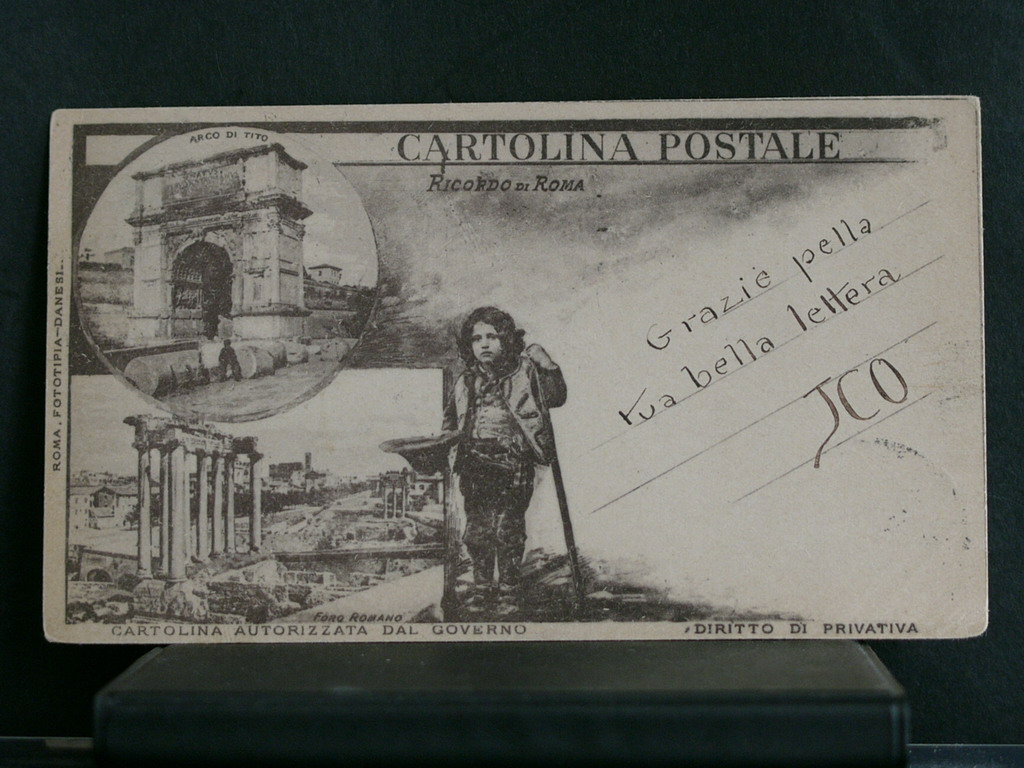 ARCO DI TITO
CARTOLINA POSTALE
RICORDO DI ROMA
Grazie pella
tua bella lettera
JCO
ROMA, FOTOTIPIA-DANESI
FORO ROMANO
CARTOLINA AUTORIZZATA DAL GOVERNO
DIRITTO DI PRIVATIVA